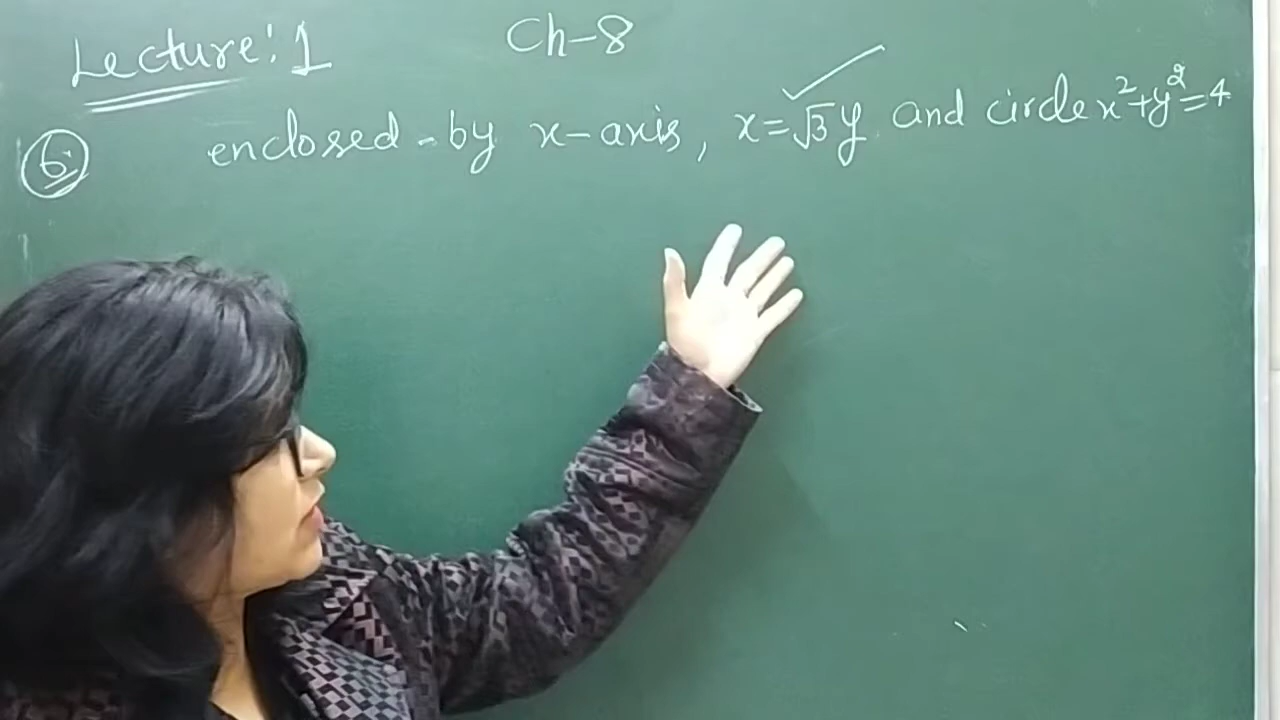 Lecture: 1
Ch-8
6 enclosed by x-axis, x=√3y and circle x²+y²=4